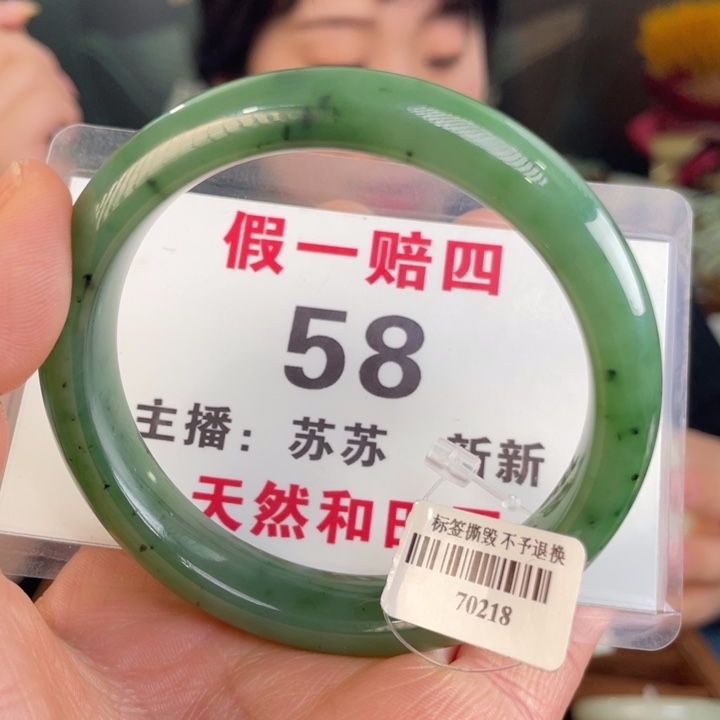 假一赔四
58
主播：苏苏 新新
天然和田玉
标签撕毁不予退换
70218